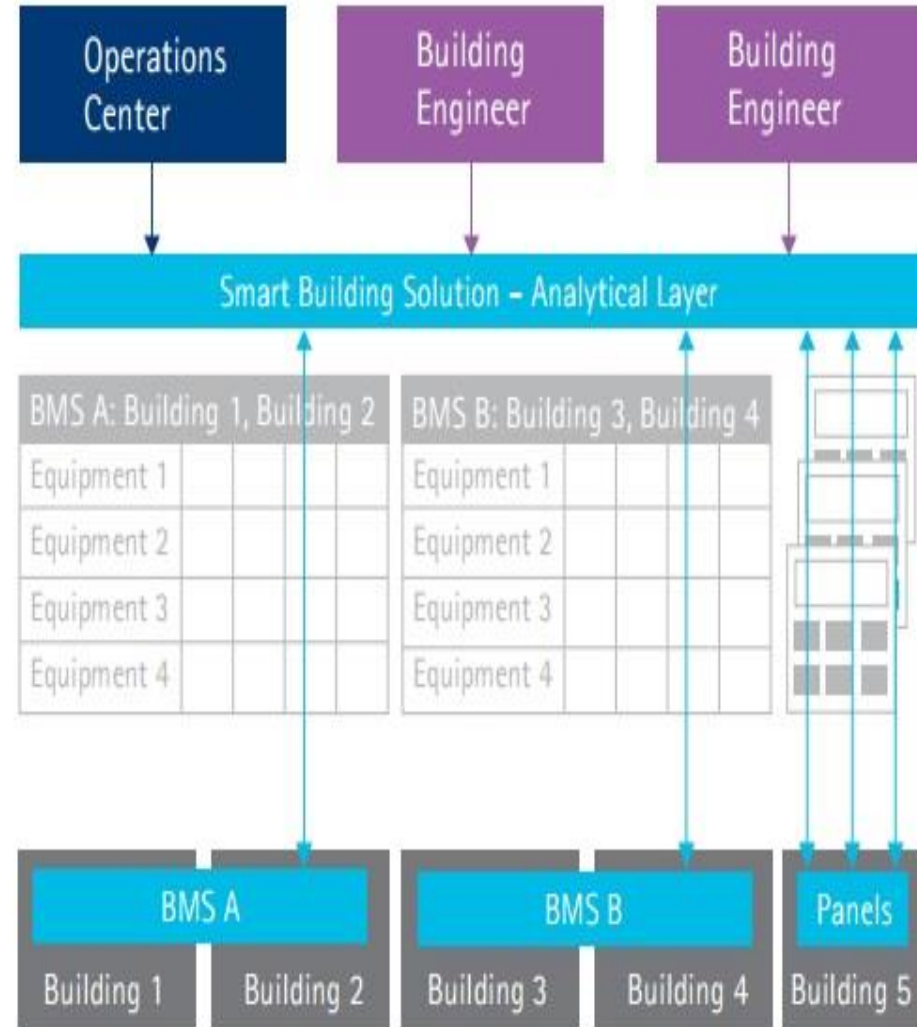 Operations
Center
Building
Engineer
Building
Engineer
Smart Building Solution – Analytical Layer
BMS A: Building 1, Building 2
Equipment 1
Equipment 2
Equipment 3
Equipment 4
BMS B: Building 3, Building 4
Equipment 1
Equipment 2
Equipment 3
Equipment 4
BMS A
Building 1
Building 2
BMS B
Building 3
Building 4
Panels
Building 5